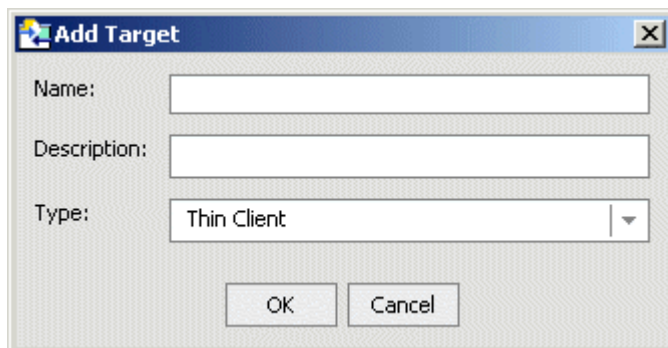 Add Target
Name:
Description:
Type: Thin Client
OK Cancel